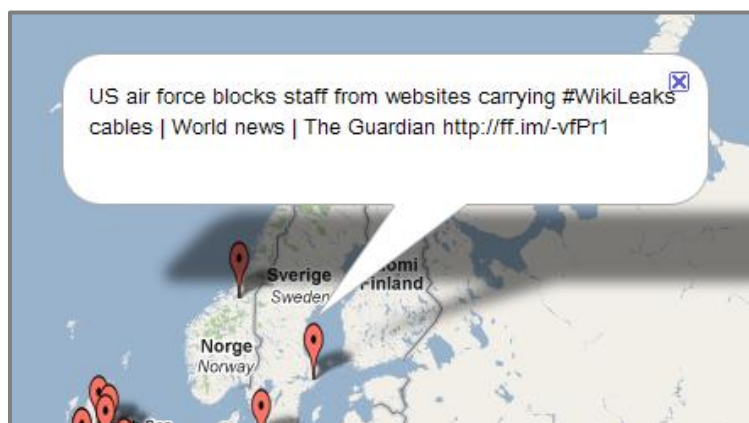 US air force blocks staff from websites carrying #WikiLeaks
cables | World news | The Guardian http://ff.im/-vfPr1
Sverige
Sweden
Finland
Norge
Norway